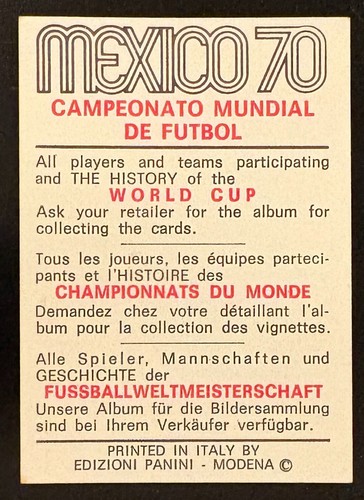 MEXICO 70
CAMPEONATO MUNDIAL
DE FUTBOL
All players and teams participating
and THE HISTORY of the
WORLD CUP
Ask your retailer for the album for
collecting the cards.
Tous les joueurs, les équipes parteci-
pants et l'HISTOIRE des
CHAMPIONNATS DU MONDE
Demandez chez votre détaillant l'al-
bum pour la collection des vignettes.
Alle Spieler, Mannschaften und
GESCHICHTE der
FUSSBALLWELTMEISTERSCHAFT
Unsere Album für die Bildersammlung
sind bei Ihrem Verkäufer verfügbar.
PRINTED IN ITALY BY
EDIZIONI PANINI - MODENA ©